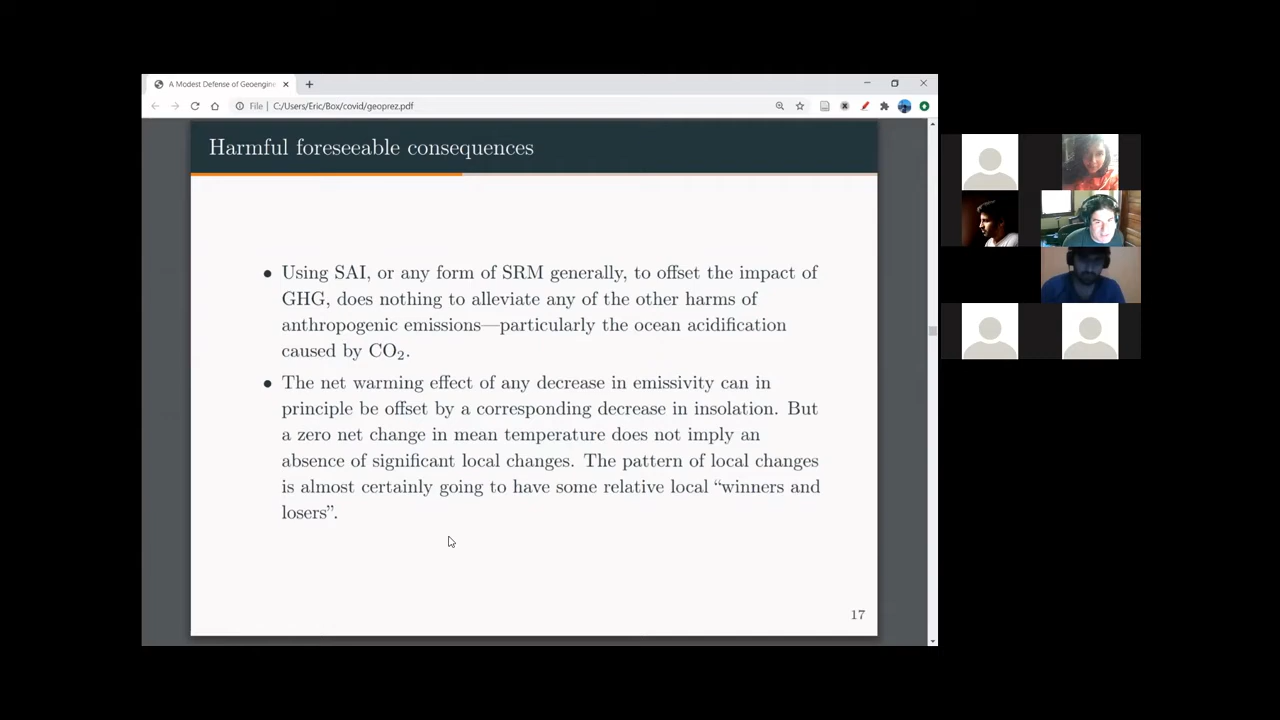 A Modest Defense of Geoengine
File
C:/Users/Eric/Box/covid/geoprez.pdf
Harmful foreseeable consequences
• Using SAI, or any form of SRM generally, to offset the impact of
GHG, does nothing to alleviate any of the other harms of
anthropogenic emissions—particularly the ocean acidification
caused by CO₂.
• The net warming effect of any decrease in emissivity can in
principle be offset by a corresponding decrease in insolation. But
a zero net change in mean temperature does not imply an
absence of significant local changes. The pattern of local changes
is almost certainly going to have some relative local “winners and
losers”.
17